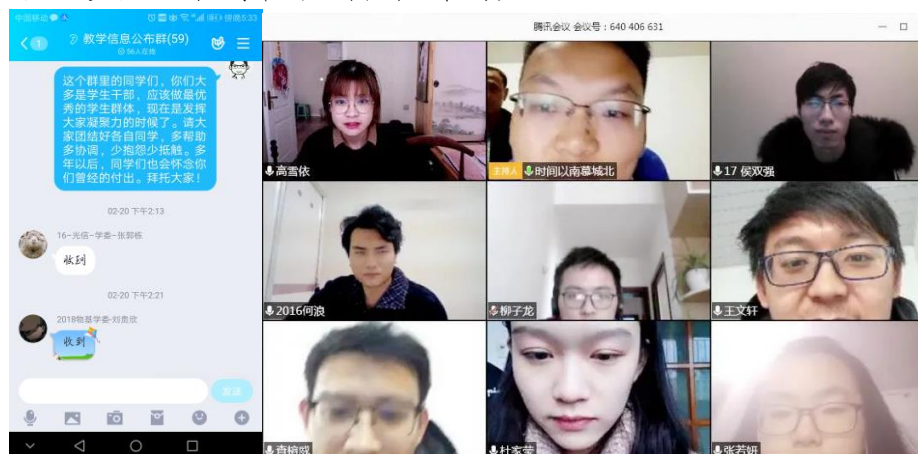 中国移动
傍晚5:33
1
教学信息公布群(59)
56人在线
这个群里的同学们，你们大
多是学生干部，应该做最优
秀的学生群体，现在是发挥
大家凝聚力的时候了。请大
家团结好各自同学，多帮助
多协调，少抱怨少抵触。多
年以后，同学们也会怀念你
们曾经的付出。拜托大家！
02-20 下午2:13
16-光信-学委-张郭栋
收到
02-20 下午2:21
2018物基学委-刘贵欣
收到
发送
腾讯会议 会议号：640 406 631
高雪依
主持人 时间以南慕城北
17 侯双强
2016何浪
柳子龙
王文轩
杜家莹
张若妍